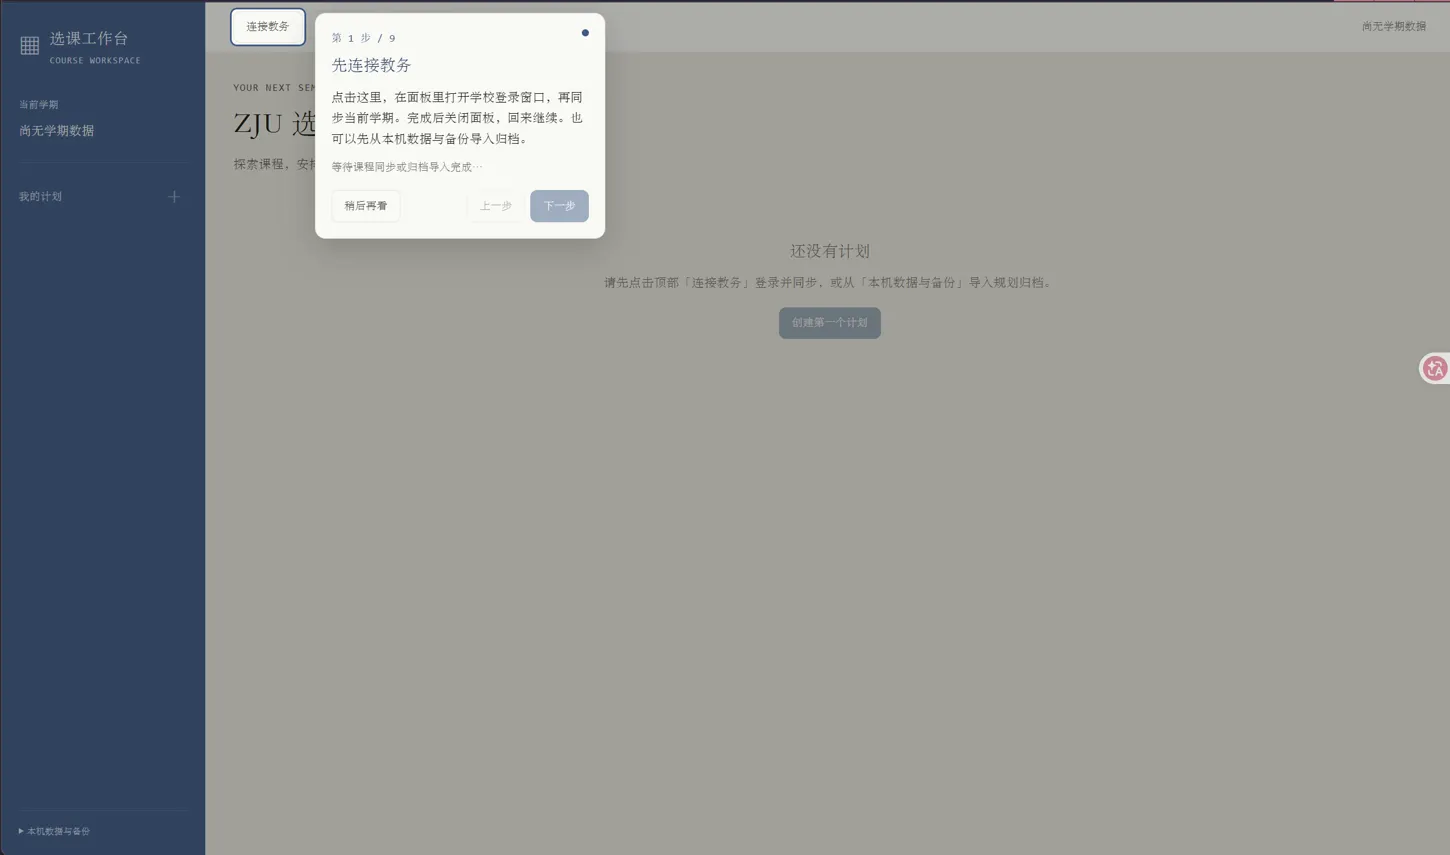 选课工作台
COURSE WORKSPACE
当前学期
尚无学期数据
我的计划
本机数据与备份
连接教务
尚无学期数据
YOUR NEXT SEM
ZJU 选
探索课程，安排
第 1 步 / 9
先连接教务
点击这里，在面板里打开学校登录窗口，再同
步当前学期。完成后关闭面板，回来继续。也
可以先从本机数据与备份导入归档。
等待课程同步或归档导入完成…
稍后再看
上一步
下一步
还没有计划
请先点击顶部「连接教务」登录并同步，或从「本机数据与备份」导入规划归档。
创建第一个计划